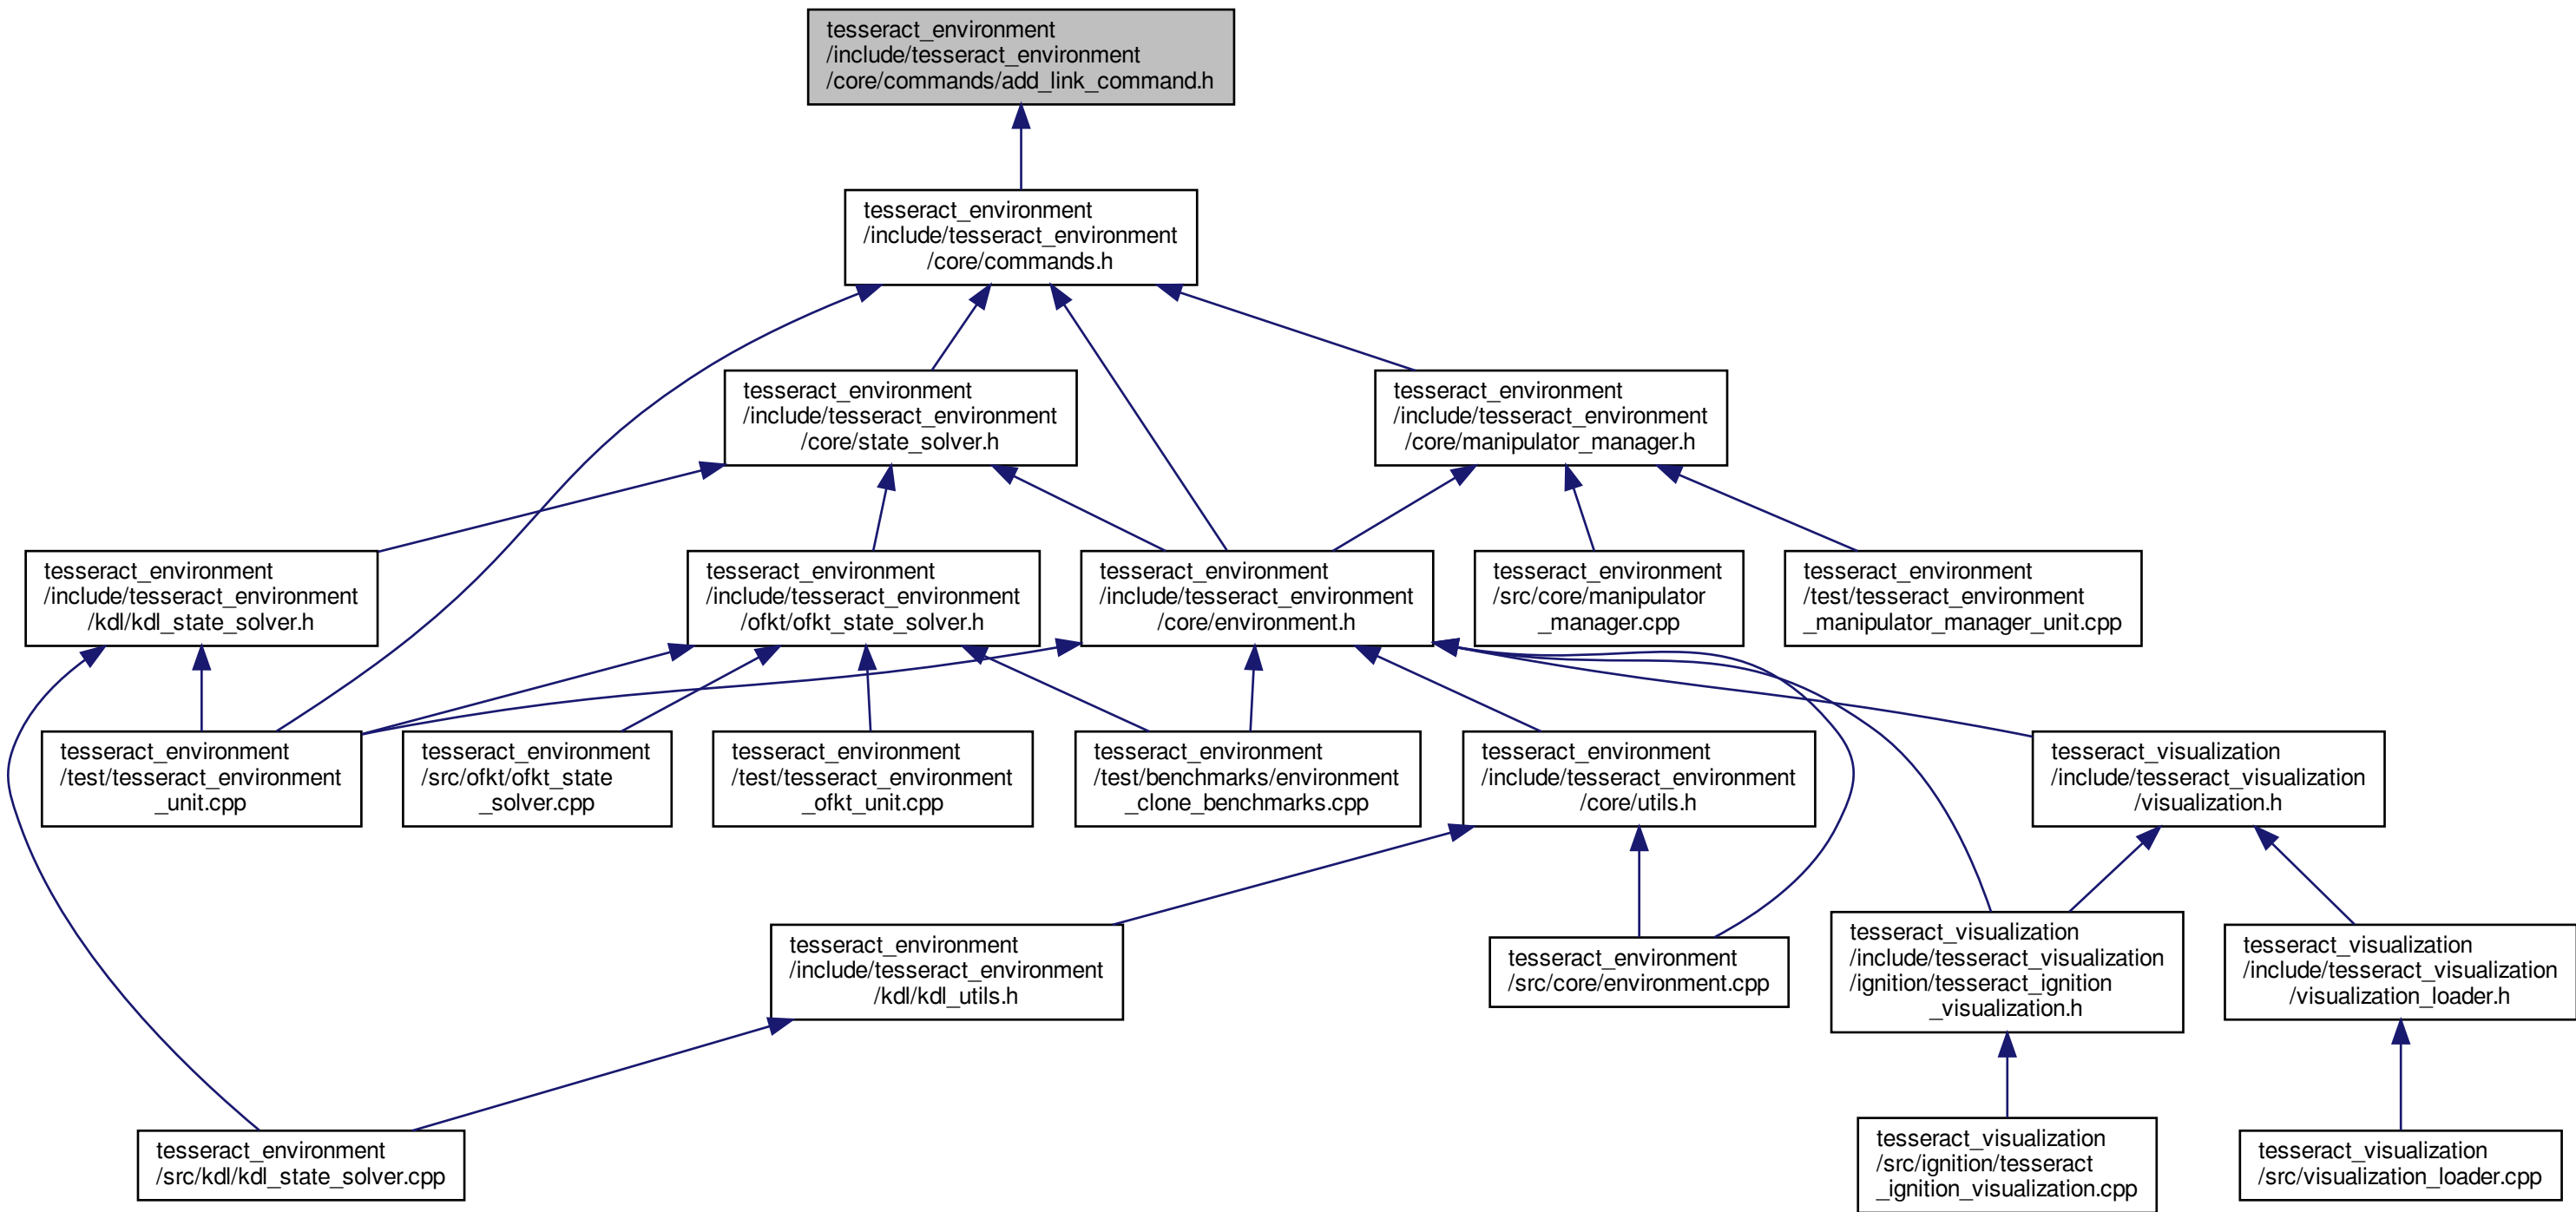 tesseract_environment
/include/tesseract_environment
/core/commands/add_link_command.h
tesseract_environment
/include/tesseract_environment
/core/commands.h
tesseract_environment
/include/tesseract_environment
/core/state_solver.h
tesseract_environment
/include/tesseract_environment
/core/manipulator_manager.h
tesseract_environment
/include/tesseract_environment
/kdl/kdl_state_solver.h
tesseract_environment
/include/tesseract_environment
/ofkt/ofkt_state_solver.h
tesseract_environment
/include/tesseract_environment
/core/environment.h
tesseract_environment
/src/core/manipulator
_manager.cpp
tesseract_environment
/test/tesseract_environment
_manipulator_manager_unit.cpp
tesseract_environment
/test/tesseract_environment
_unit.cpp
tesseract_environment
/src/ofkt/ofkt_state
_solver.cpp
tesseract_environment
/test/tesseract_environment
_ofkt_unit.cpp
tesseract_environment
/test/benchmarks/environment
_clone_benchmarks.cpp
tesseract_environment
/include/tesseract_environment
/core/utils.h
tesseract_visualization
/include/tesseract_visualization
/visualization.h
tesseract_environment
/include/tesseract_environment
/kdl/kdl_utils.h
tesseract_environment
/src/core/environment.cpp
tesseract_visualization
/include/tesseract_visualization
/ignition/tesseract_ignition
_visualization.h
tesseract_visualization
/include/tesseract_visualization
/visualization_loader.h
tesseract_environment
/src/kdl/kdl_state_solver.cpp
tesseract_visualization
/src/ignition/tesseract
_ignition_visualization.cpp
tesseract_visualization
/src/visualization_loader.cpp